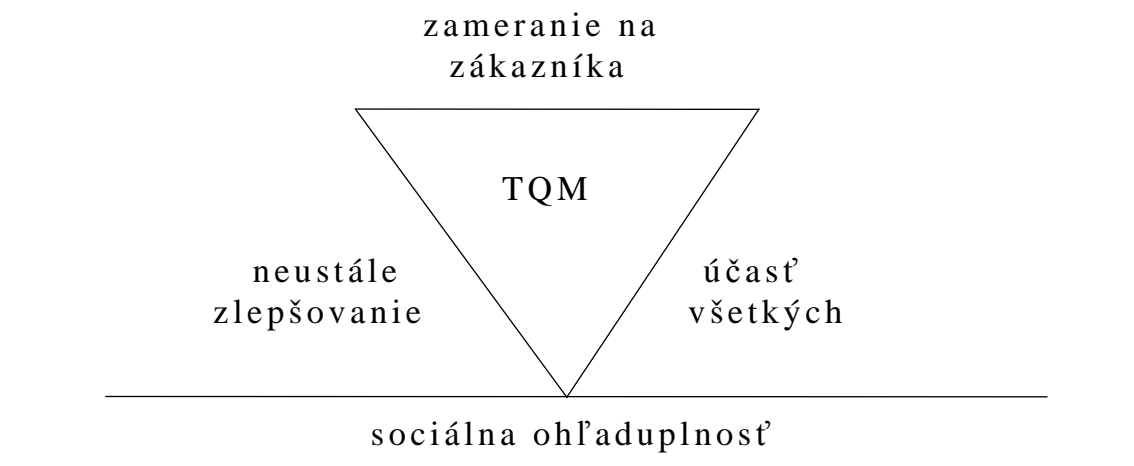 zameranie na
zákazníka
TQM
neustále
zlepšovanie
účasť
všetkých
sociálna ohľaduplnosť